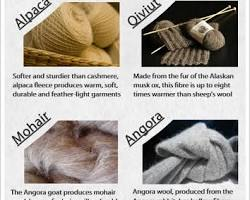 Alpaca
Softer and sturdier than cashmere,
alpaca fleece produces warm, soft,
durable and feather-light garments
Qiviut
Made from the fur of the Alaskan
musk ox, this fibre is up to eight
times warmer than sheep's wool
Mohair
The Angora goat produces mohair
Angora
Angora wool, produced from the